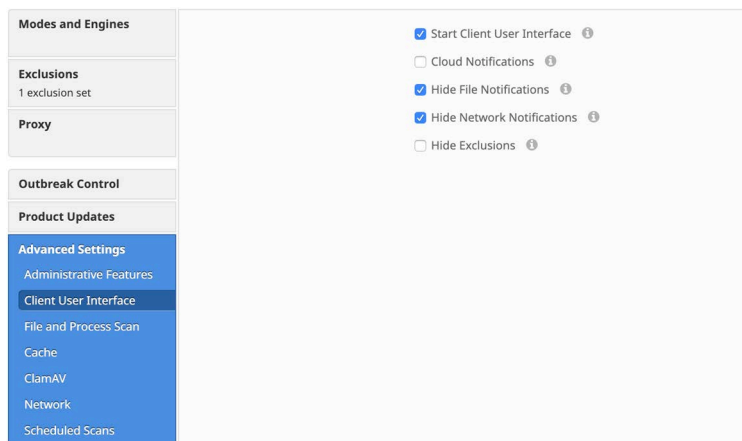 Modes and Engines
Exclusions
1 exclusion set
Proxy
Outbreak Control
Product Updates
Advanced Settings
Administrative Features
Client User Interface
File and Process Scan
Cache
ClamAV
Network
Scheduled Scans
Start Client User Interface
Cloud Notifications
Hide File Notifications
Hide Network Notifications
Hide Exclusions